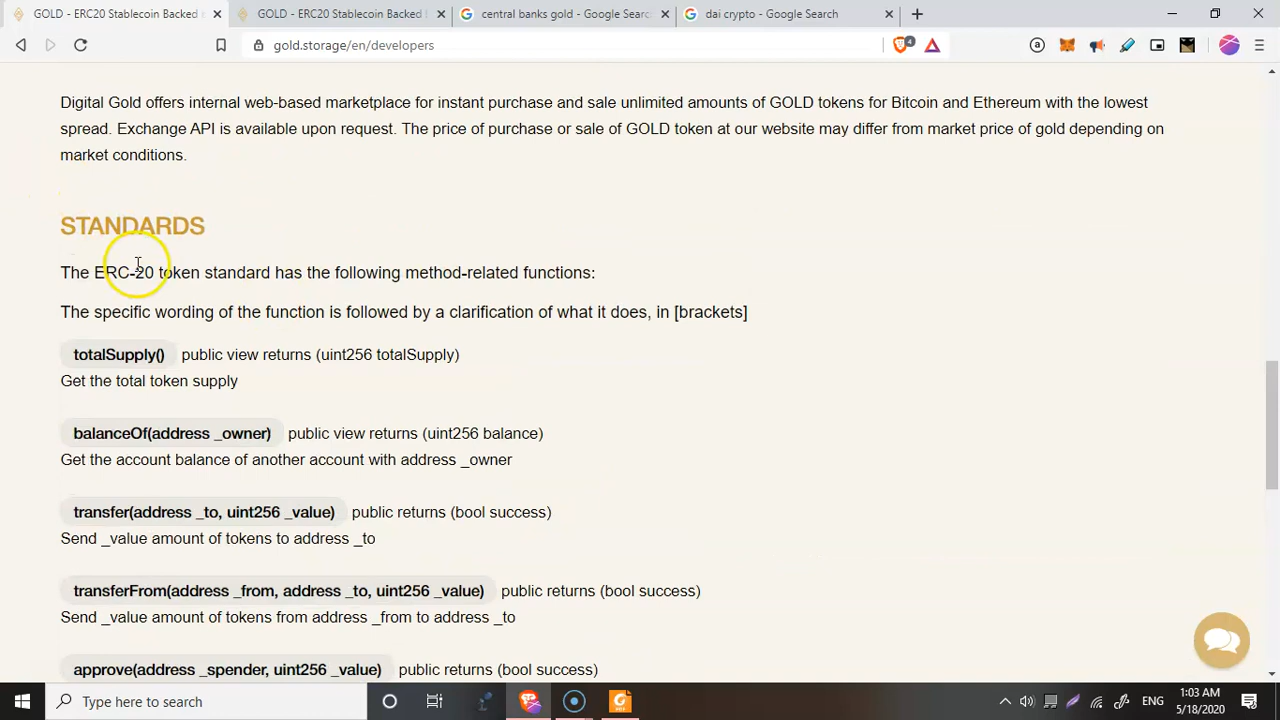 GOLD - ERC20 Stablecoin Backed
GOLD - ERC20 Stablecoin Backed
central banks gold - Google Sear
dai crypto - Google Search
gold.storage/en/developers
4
Digital Gold offers internal web-based marketplace for instant purchase and sale unlimited amounts of GOLD tokens for Bitcoin and Ethereum with the lowest
spread. Exchange API is available upon request. The price of purchase or sale of GOLD token at our website may differ from market price of gold depending on
market conditions.
STANDARDS
The ERC-20 token standard has the following method-related functions:
The specific wording of the function is followed by a clarification of what it does, in [brackets]
totalSupply() public view returns (uint256 totalSupply)
Get the total token supply
balanceOf(address _owner) public view returns (uint256 balance)
Get the account balance of another account with address _owner
transfer(address _to, uint256 _value) public returns (bool success)
Send _value amount of tokens to address _to
transferFrom(address _from, address _to, uint256 _value) public returns (bool success)
Send _value amount of tokens from address _from to address _to
approve(address _spender, uint256 _value) public returns (bool success)
Type here to search
ENG
1:03 AM
5/18/2020